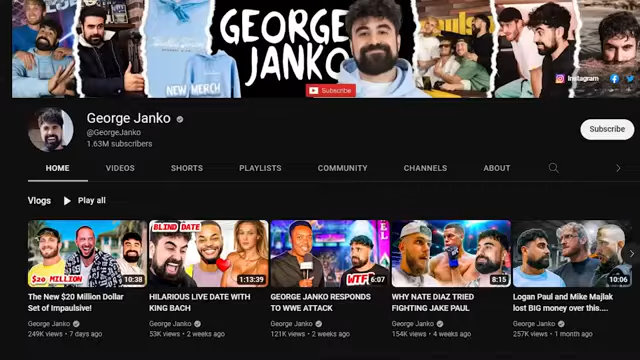 GEORGE
JANKO
NEW MERCH
Subscribe
Instagram
George Janko
@GeorgeJanko
1.63M subscribers
Subscribe
HOME VIDEOS SHORTS PLAYLISTS COMMUNITY CHANNELS ABOUT
Vlogs Play all
$20 MILLION
10:38
BLIND DATE
1:13:39
WTF
6:07
8:15
10:06
The New $20 Million Dollar
Set of Impaulsive!
George Janko
249K views • 7 days ago
HILARIOUS LIVE DATE WITH
KING BACH
George Janko
53K views • 2 weeks ago
GEORGE JANKO RESPONDS
TO WWE ATTACK
George Janko
121K views • 2 weeks ago
WHY NATE DIAZ TRIED
FIGHTING JAKE PAUL
George Janko
154K views • 4 weeks ago
Logan Paul and Mike Majlak
lost BIG money over this....
George Janko
257K views • 1 month ago